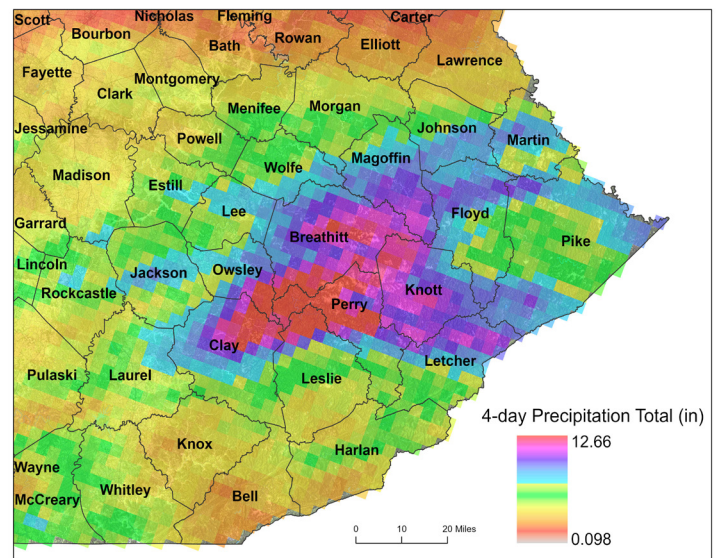 Scott
Nicholas
Fleming
Carter
Bourbon
Bath
Rowan
Elliott
Lawrence
Fayette
Montgomery
Clark
Menifee
Morgan
Jessamine
Powell
Johnson
Martin
Magoffin
Wolfe
Madison
Estill
Lee
Floyd
Garrard
Breathitt
Pike
Lincoln
Jackson
Owsley
Rockcastle
Perry
Knott
Clay
Letcher
Pulaski
Laurel
Leslie
4-day Precipitation Total (in)
12.66
0.098
Knox
Harlan
Wayne
Whitley
Bell
McCreary
0 10 20 Miles